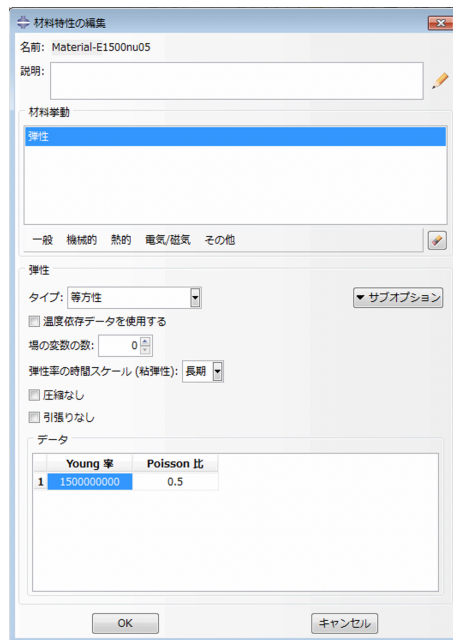 材料特性の編集
名前: Material-E1500nu05
説明:
材料挙動
弾性
一般 機械的 熱的 電気/磁気 その他
弾性
タイプ: 等方性 サブオプション
温度依存データを使用する
場の変数の数: 0
弾性率の時間スケール (粘弾性): 長期
圧縮なし
引張りなし
データ
Young 率 Poisson 比
1 1500000000 0.5
OK キャンセル